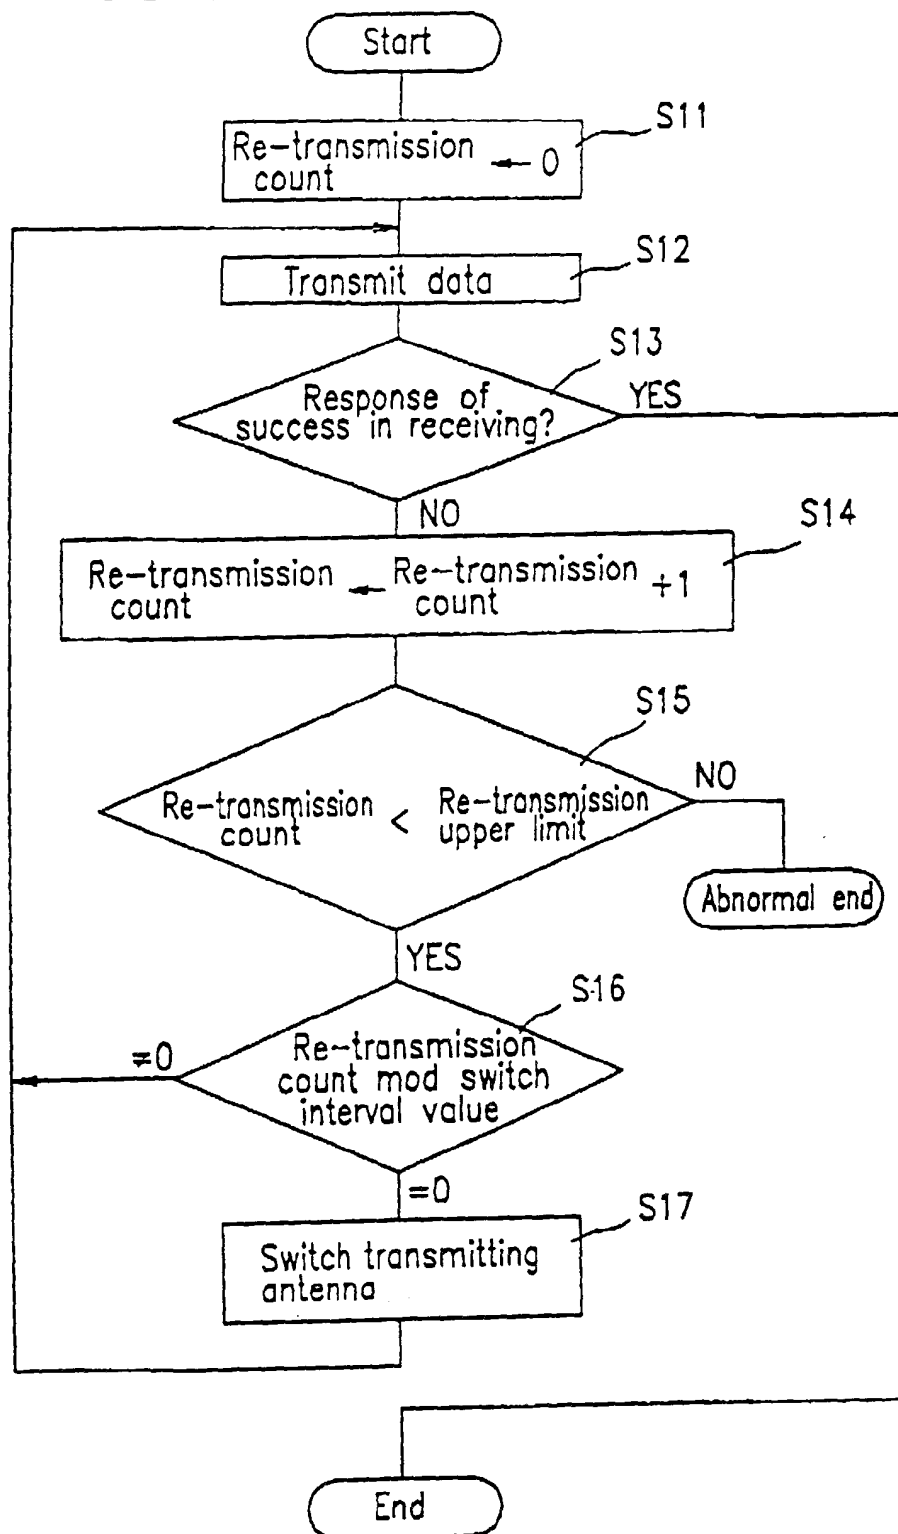 Start
S11
Re-transmission
count
← 0
S12
Transmit data
S13
Response of
success in receiving?
YES
NO
S14
Re-transmission
count
←
Re-transmission
count
+1
S15
Re-transmission
count
<
Re-transmission
upper limit
NO
Abnormal end
YES
S16
Re-transmission
count mod switch
interval value
≠0
=0
S17
Switch transmitting
antenna
End